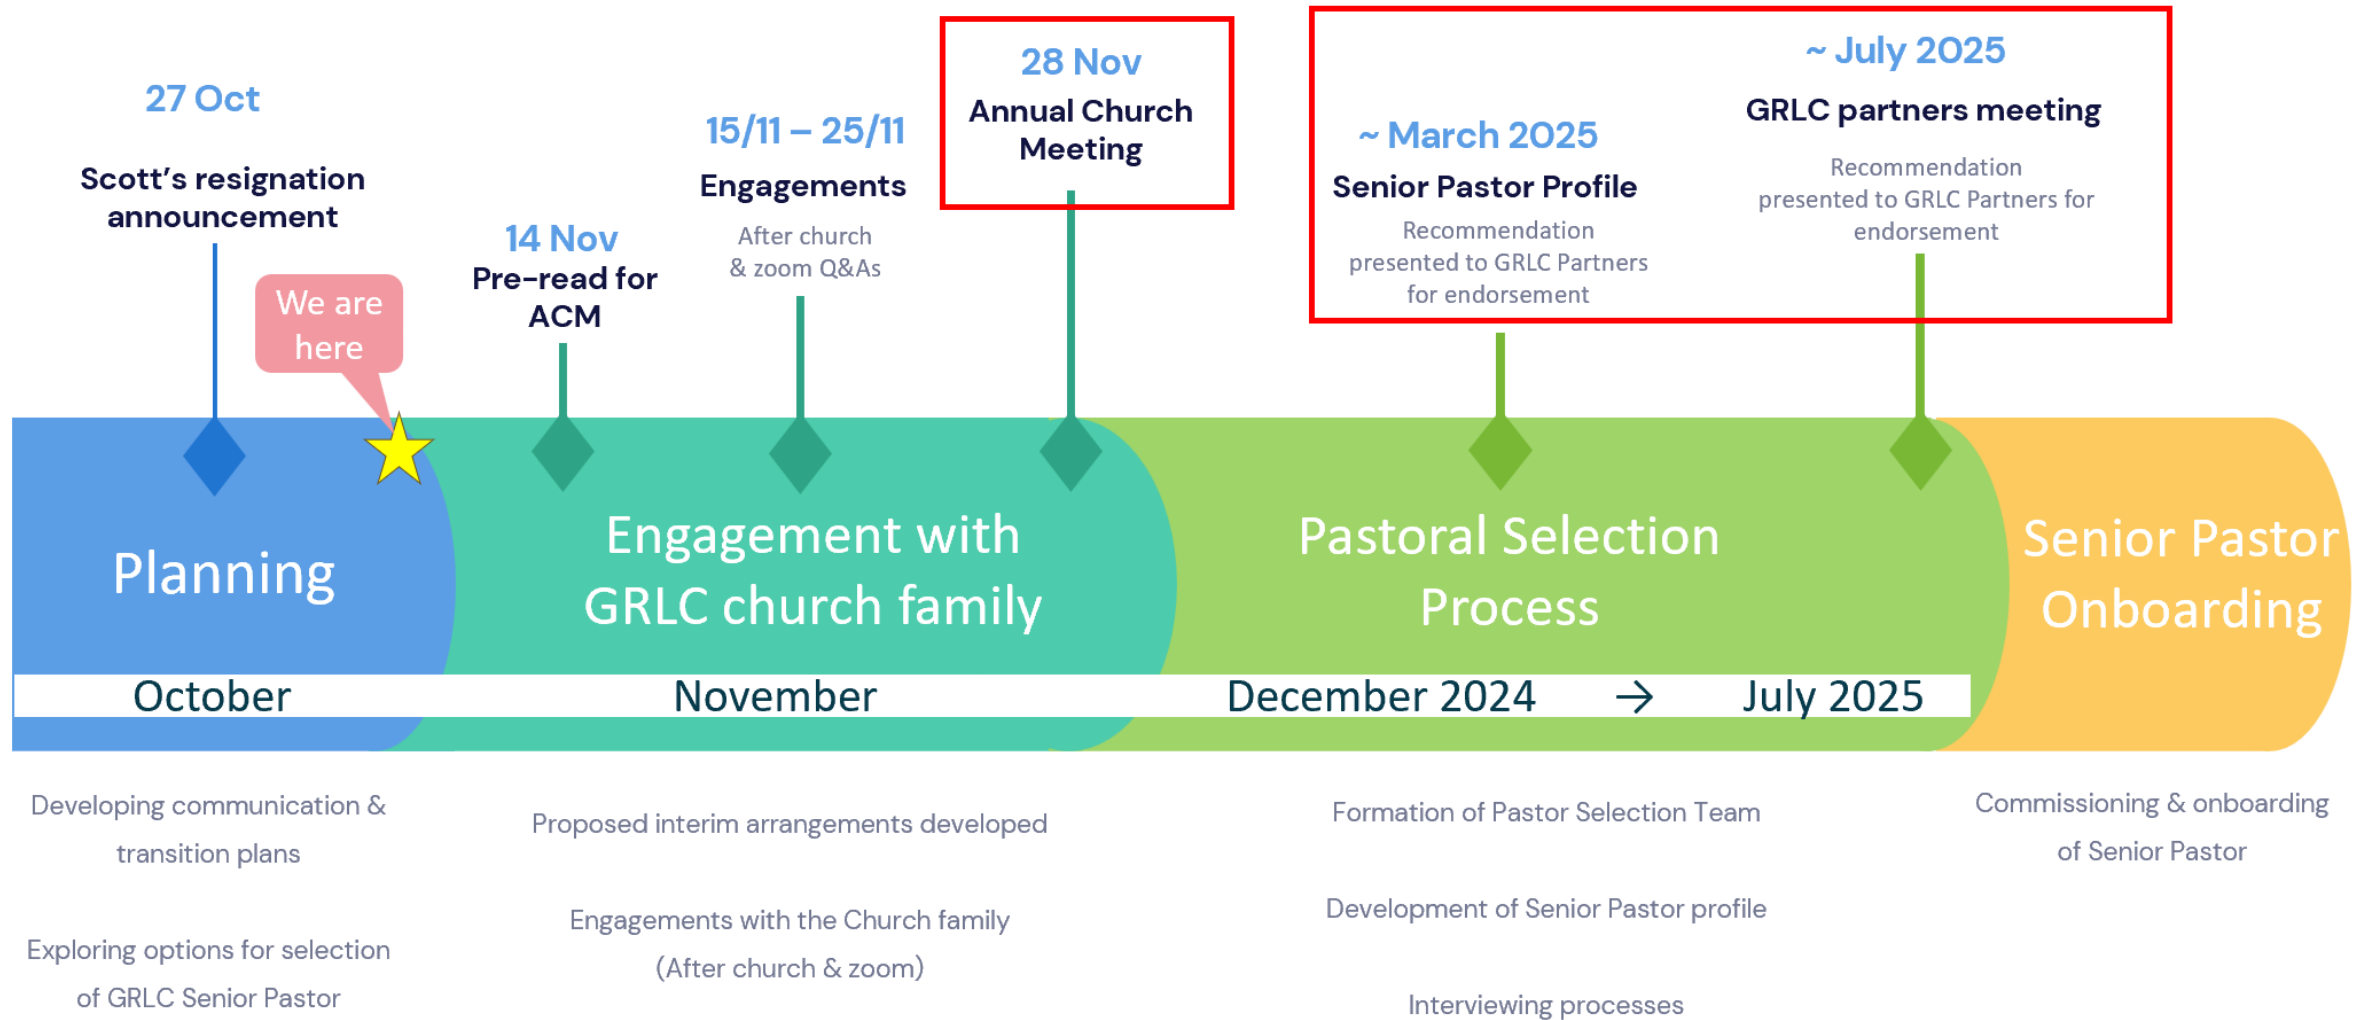 27 Oct
Scott's resignation
announcement
We are
here
14 Nov
Pre-read for
ACM
15/11 – 25/11
Engagements
After church
& zoom Q&As
28 Nov
Annual Church
Meeting
~ March 2025
Senior Pastor Profile
Recommendation
presented to GRLC Partners
for endorsement
~ July 2025
GRLC partners meeting
Recommendation
presented to GRLC Partners for
endorsement
Planning
Engagement with
GRLC church family
Pastoral Selection
Process
Senior Pastor
Onboarding
October
November
December 2024 → July 2025
Developing communication &
transition plans
Exploring options for selection
of GRLC Senior Pastor
Proposed interim arrangements developed
Engagements with the Church family
(After church & zoom)
Formation of Pastor Selection Team
Development of Senior Pastor profile
Interviewing processes
Commissioning & onboarding
of Senior Pastor